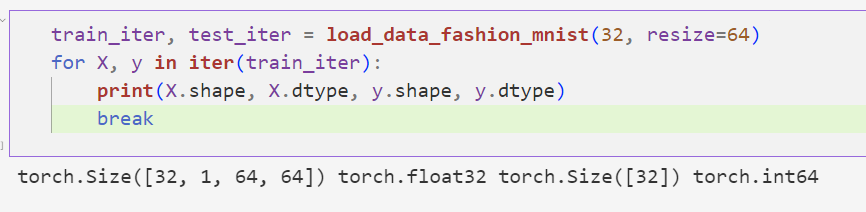 train_iter, test_iter = load_data_fashion_mnist(32, resize=64)
for X, y in iter(train_iter):
    print(X.shape, X.dtype, y.shape, y.dtype)
    break
]
torch.Size([32, 1, 64, 64]) torch.float32 torch.Size([32]) torch.int64